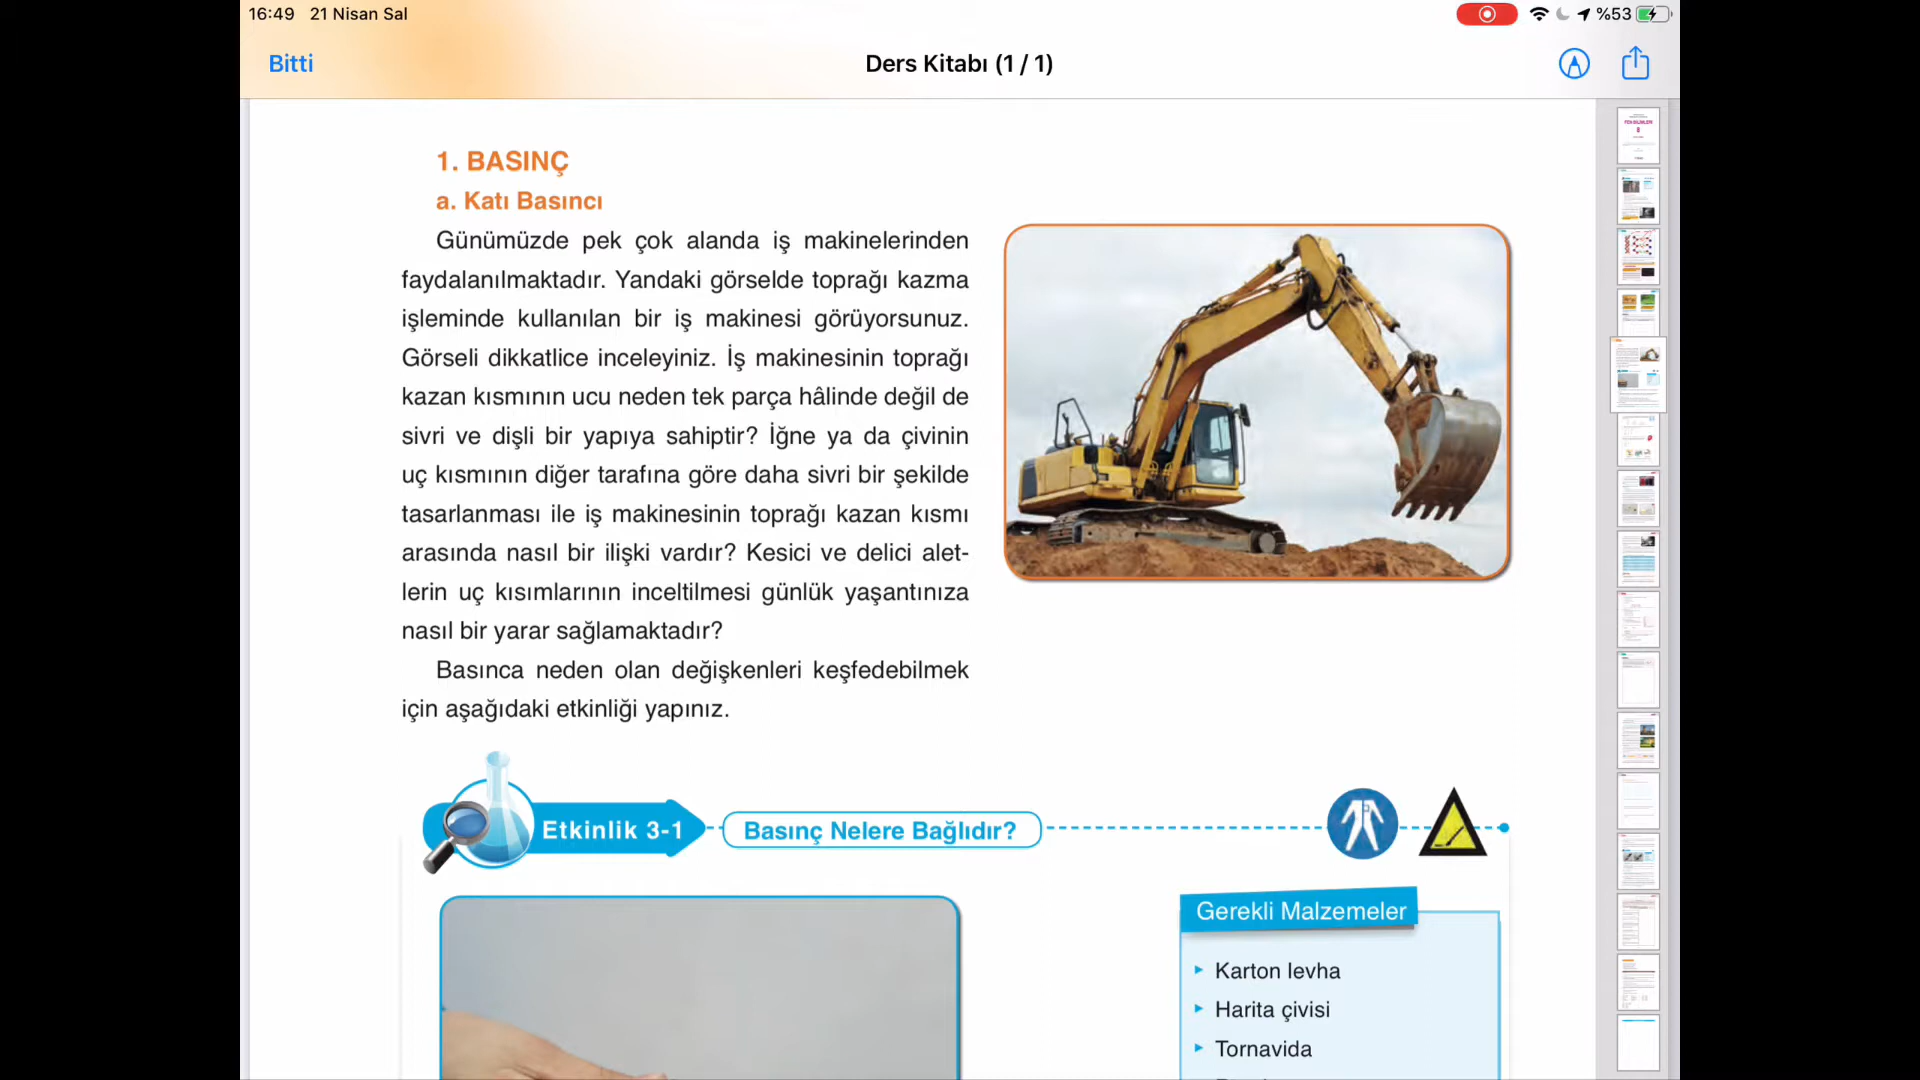 16:49 21 Nisan Sal
%53
Bitti
Ders Kitabı (1 / 1)
1. BASINÇ
a. Katı Basıncı
Günümüzde pek çok alanda iş makinelerinden
faydalanılmaktadır. Yandaki görselde toprağı kazma
işleminde kullanılan bir iş makinesi görüyorsunuz.
Görseli dikkatlice inceleyiniz. İş makinesinin toprağı
kazan kısmının ucu neden tek parça hâlinde değil de
sivri ve dişli bir yapıya sahiptir? İğne ya da çivinin
uç kısmının diğer tarafına göre daha sivri bir şekilde
tasarlanması ile iş makinesinin toprağı kazan kısmı
arasında nasıl bir ilişki vardır? Kesici ve delici alet-
lerin uç kısımlarının inceltilmesi günlük yaşantınıza
nasıl bir yarar sağlamaktadır?
Basınca neden olan değişkenleri keşfedebilmek
için aşağıdaki etkinliği yapınız.
Etkinlik 3-1
Basınç Nelere Bağlıdır?
Gerekli Malzemeler
Karton levha
Harita çivisi
Tornavida